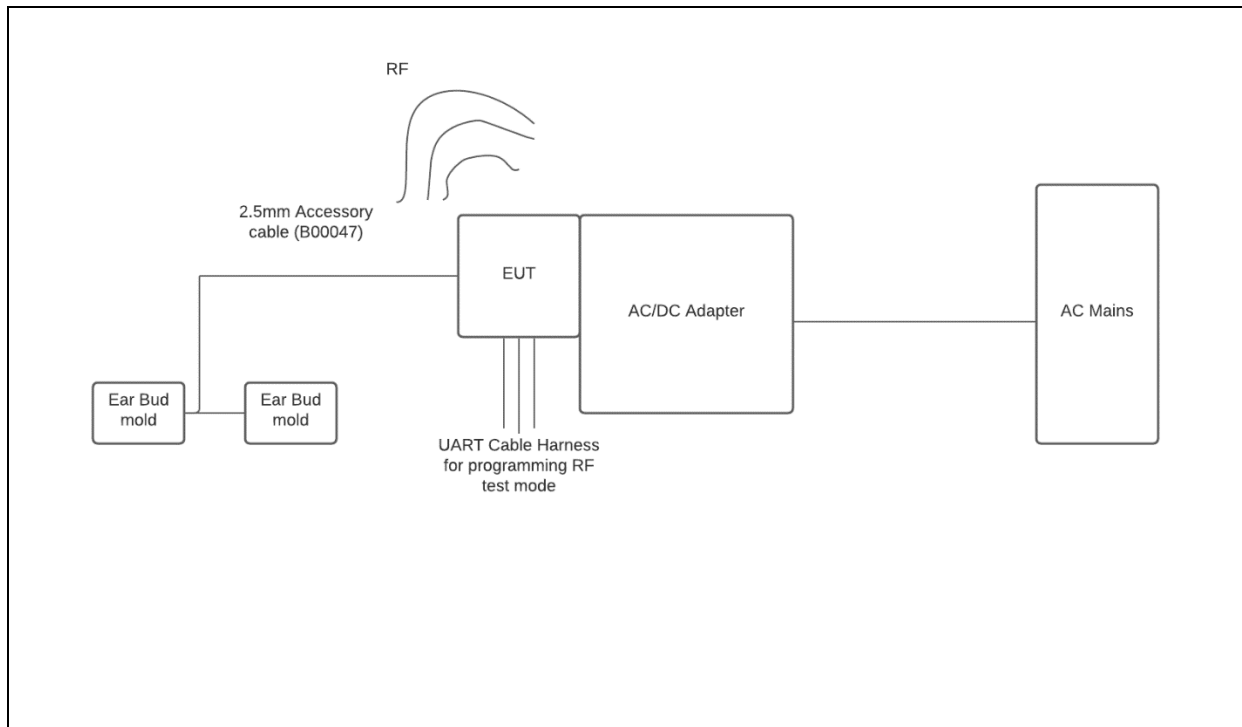 RF
2.5mm Accessory
cable (B00047)
EUT
AC/DC Adapter
AC Mains
Ear Bud
mold
Ear Bud
mold
UART Cable Harness
for programming RF
test mode